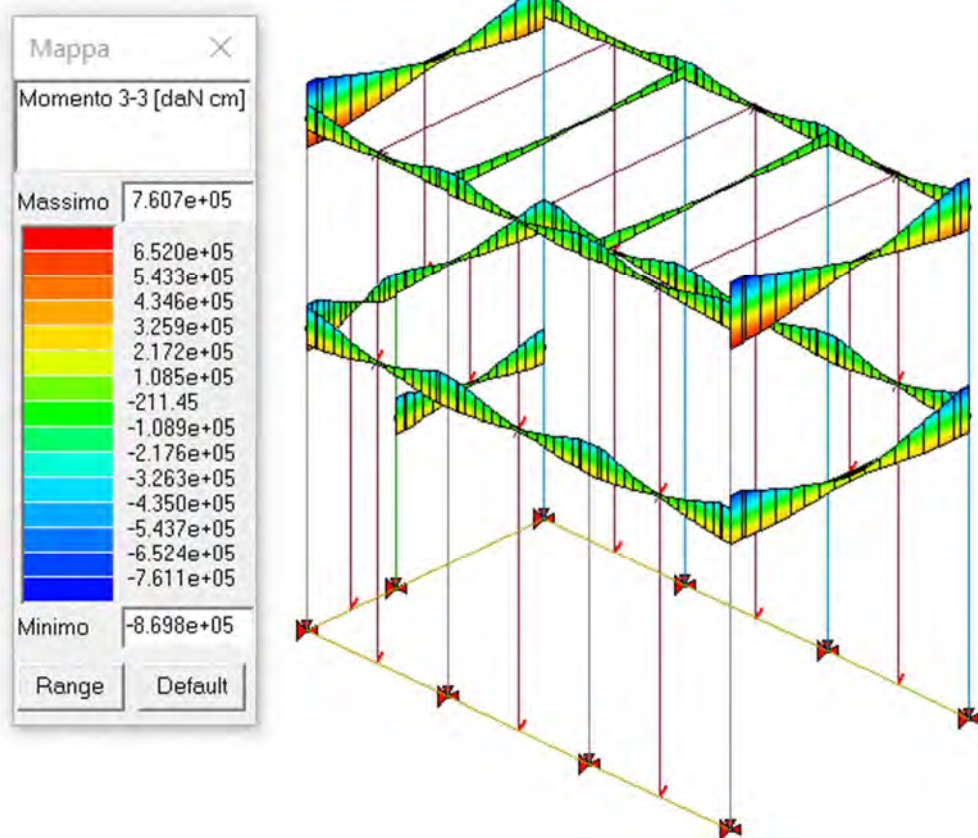 Mappa
Momento 3-3 [daN cm]
Massimo 7.607e+05
6.520e+05
5.433e+05
4.346e+05
3.259e+05
2.172e+05
1.085e+05
-211.45
-1.089e+05
-2.176e+05
-3.263e+05
-4.350e+05
-5.437e+05
-6.524e+05
-7.611e+05
Minimo -8.698e+05
Range Default